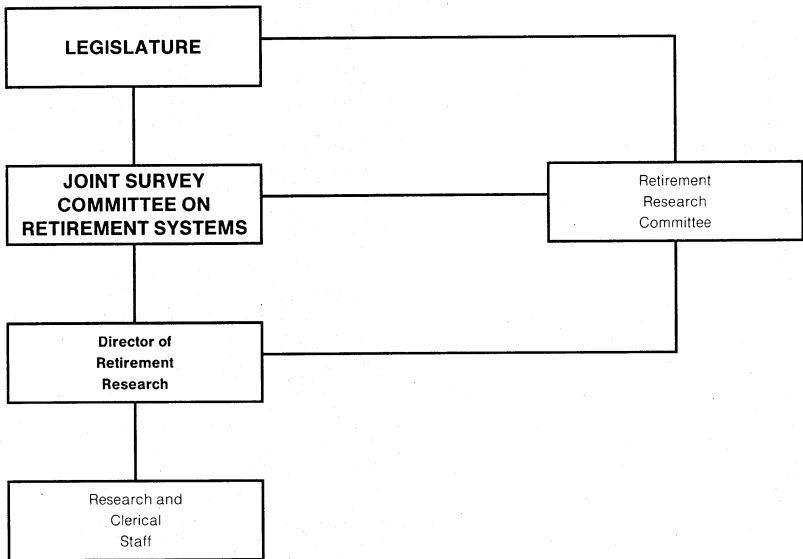 LEGISLATURE
JOINT SURVEY
COMMITTEE ON
RETIREMENT SYSTEMS
Retirement
Research
Committee
Director of
Retirement
Research
Research and
Clerical
Staff